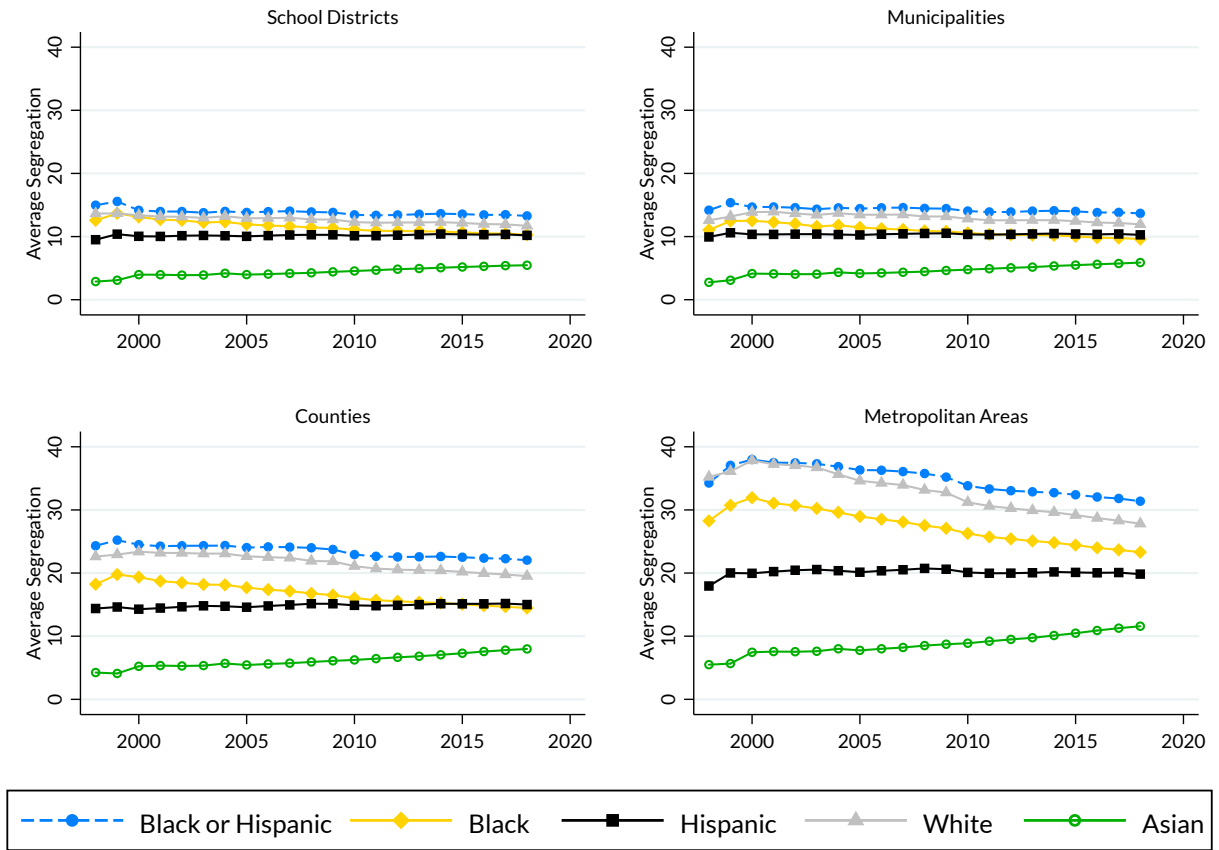 School Districts
Average Segregation
40
30
20
10
0
2000 2005 2010 2015 2020
Municipalities
Average Segregation
40
30
20
10
0
2000 2005 2010 2015 2020
Counties
Average Segregation
40
30
20
10
0
2000 2005 2010 2015 2020
Metropolitan Areas
Average Segregation
40
30
20
10
0
2000 2005 2010 2015 2020
Black or Hispanic Black Hispanic White Asian